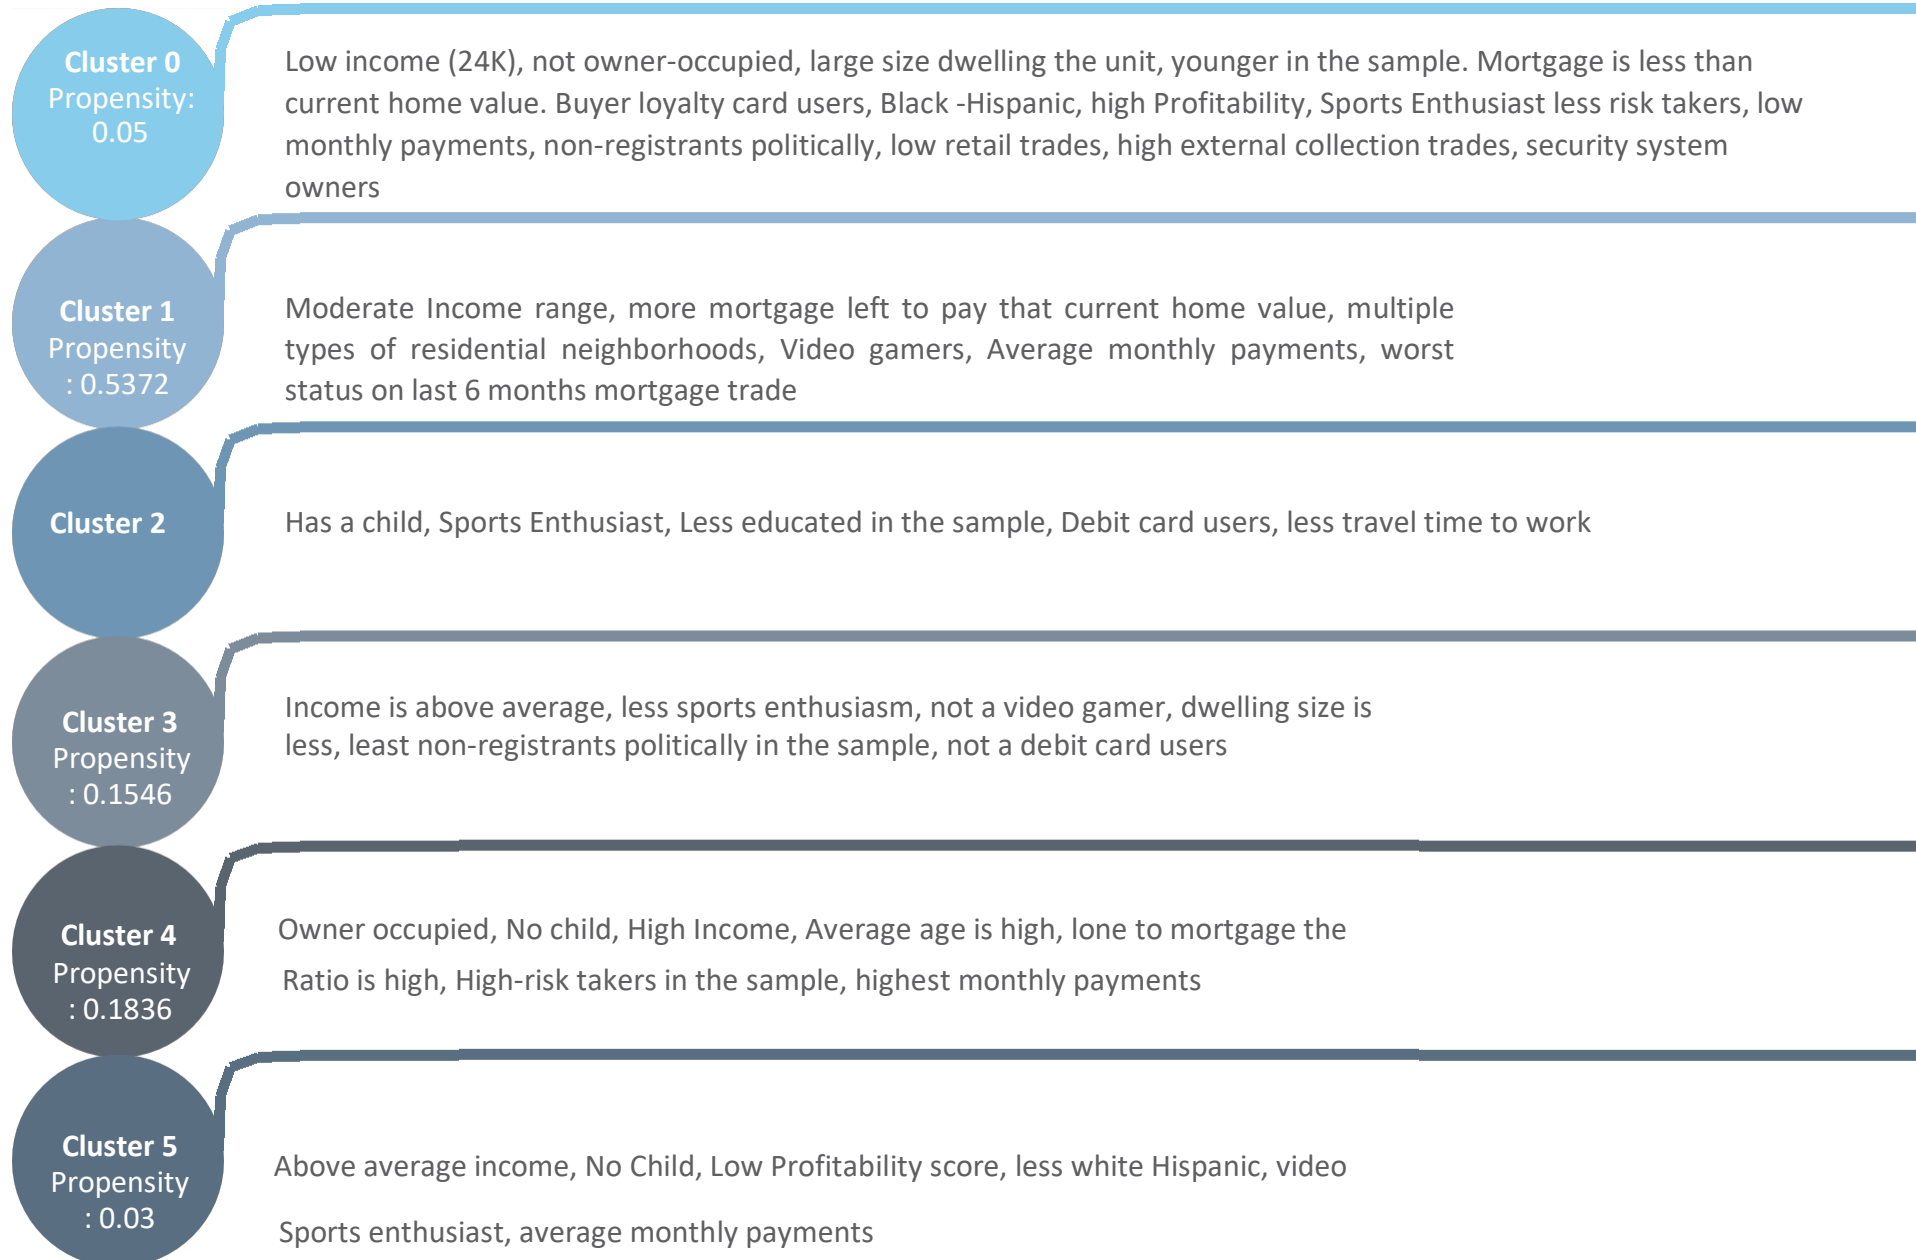 Cluster 0
Propensity:
0.05
Low income (24K), not owner-occupied, large size dwelling the unit, younger in the sample. Mortgage is less than
current home value. Buyer loyalty card users, Black -Hispanic, high Profitability, Sports Enthusiast less risk takers, low
monthly payments, non-registrants politically, low retail trades, high external collection trades, security system
owners
Cluster 1
Propensity
: 0.5372
Moderate Income range, more mortgage left to pay that current home value, multiple
types of residential neighborhoods, Video gamers, Average monthly payments, worst
status on last 6 months mortgage trade
Cluster 2
Has a child, Sports Enthusiast, Less educated in the sample, Debit card users, less travel time to work
Cluster 3
Propensity
: 0.1546
Income is above average, less sports enthusiasm, not a video gamer, dwelling size is
less, least non-registrants politically in the sample, not a debit card users
Cluster 4
Propensity
: 0.1836
Owner occupied, No child, High Income, Average age is high, lone to mortgage the
Ratio is high, High-risk takers in the sample, highest monthly payments
Cluster 5
Propensity
: 0.03
Above average income, No Child, Low Profitability score, less white Hispanic, video
Sports enthusiast, average monthly payments